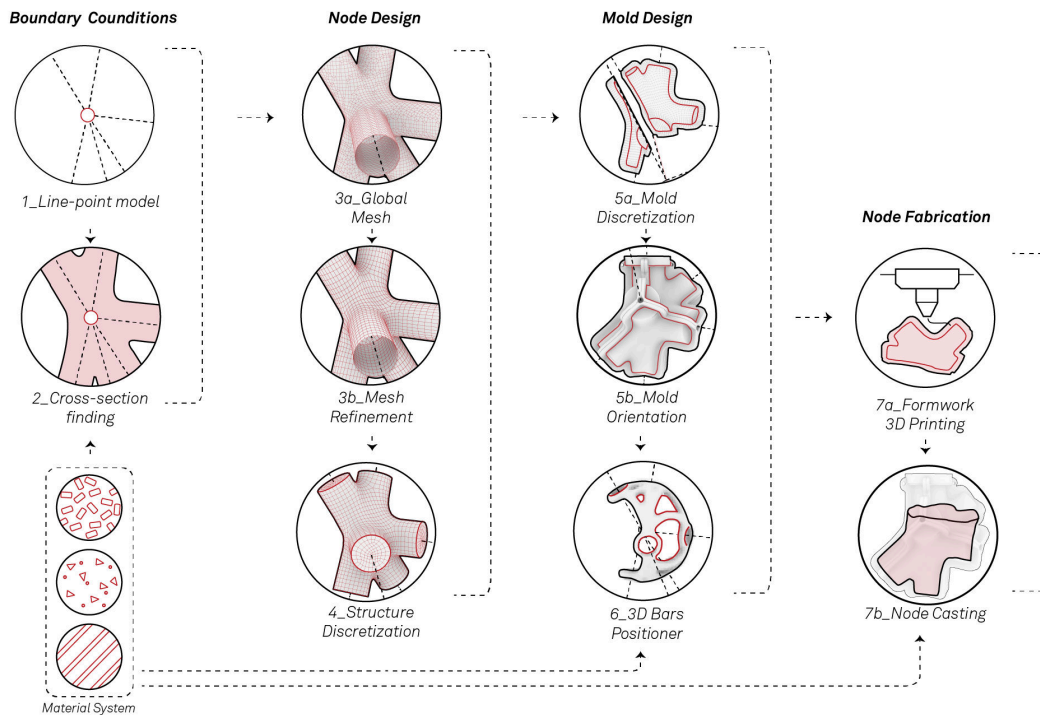 Boundary Counditions
1_Line-point model
2_Cross-section
finding
Material System
Node Design
3a_Global
Mesh
3b_Mesh
Refinement
4_Structure
Discretization
Mold Design
5a_Mold
Discretization
5b_Mold
Orientation
6_3D Bars
Positioner
Node Fabrication
7a_Formwork
3D Printing
7b_Node Casting